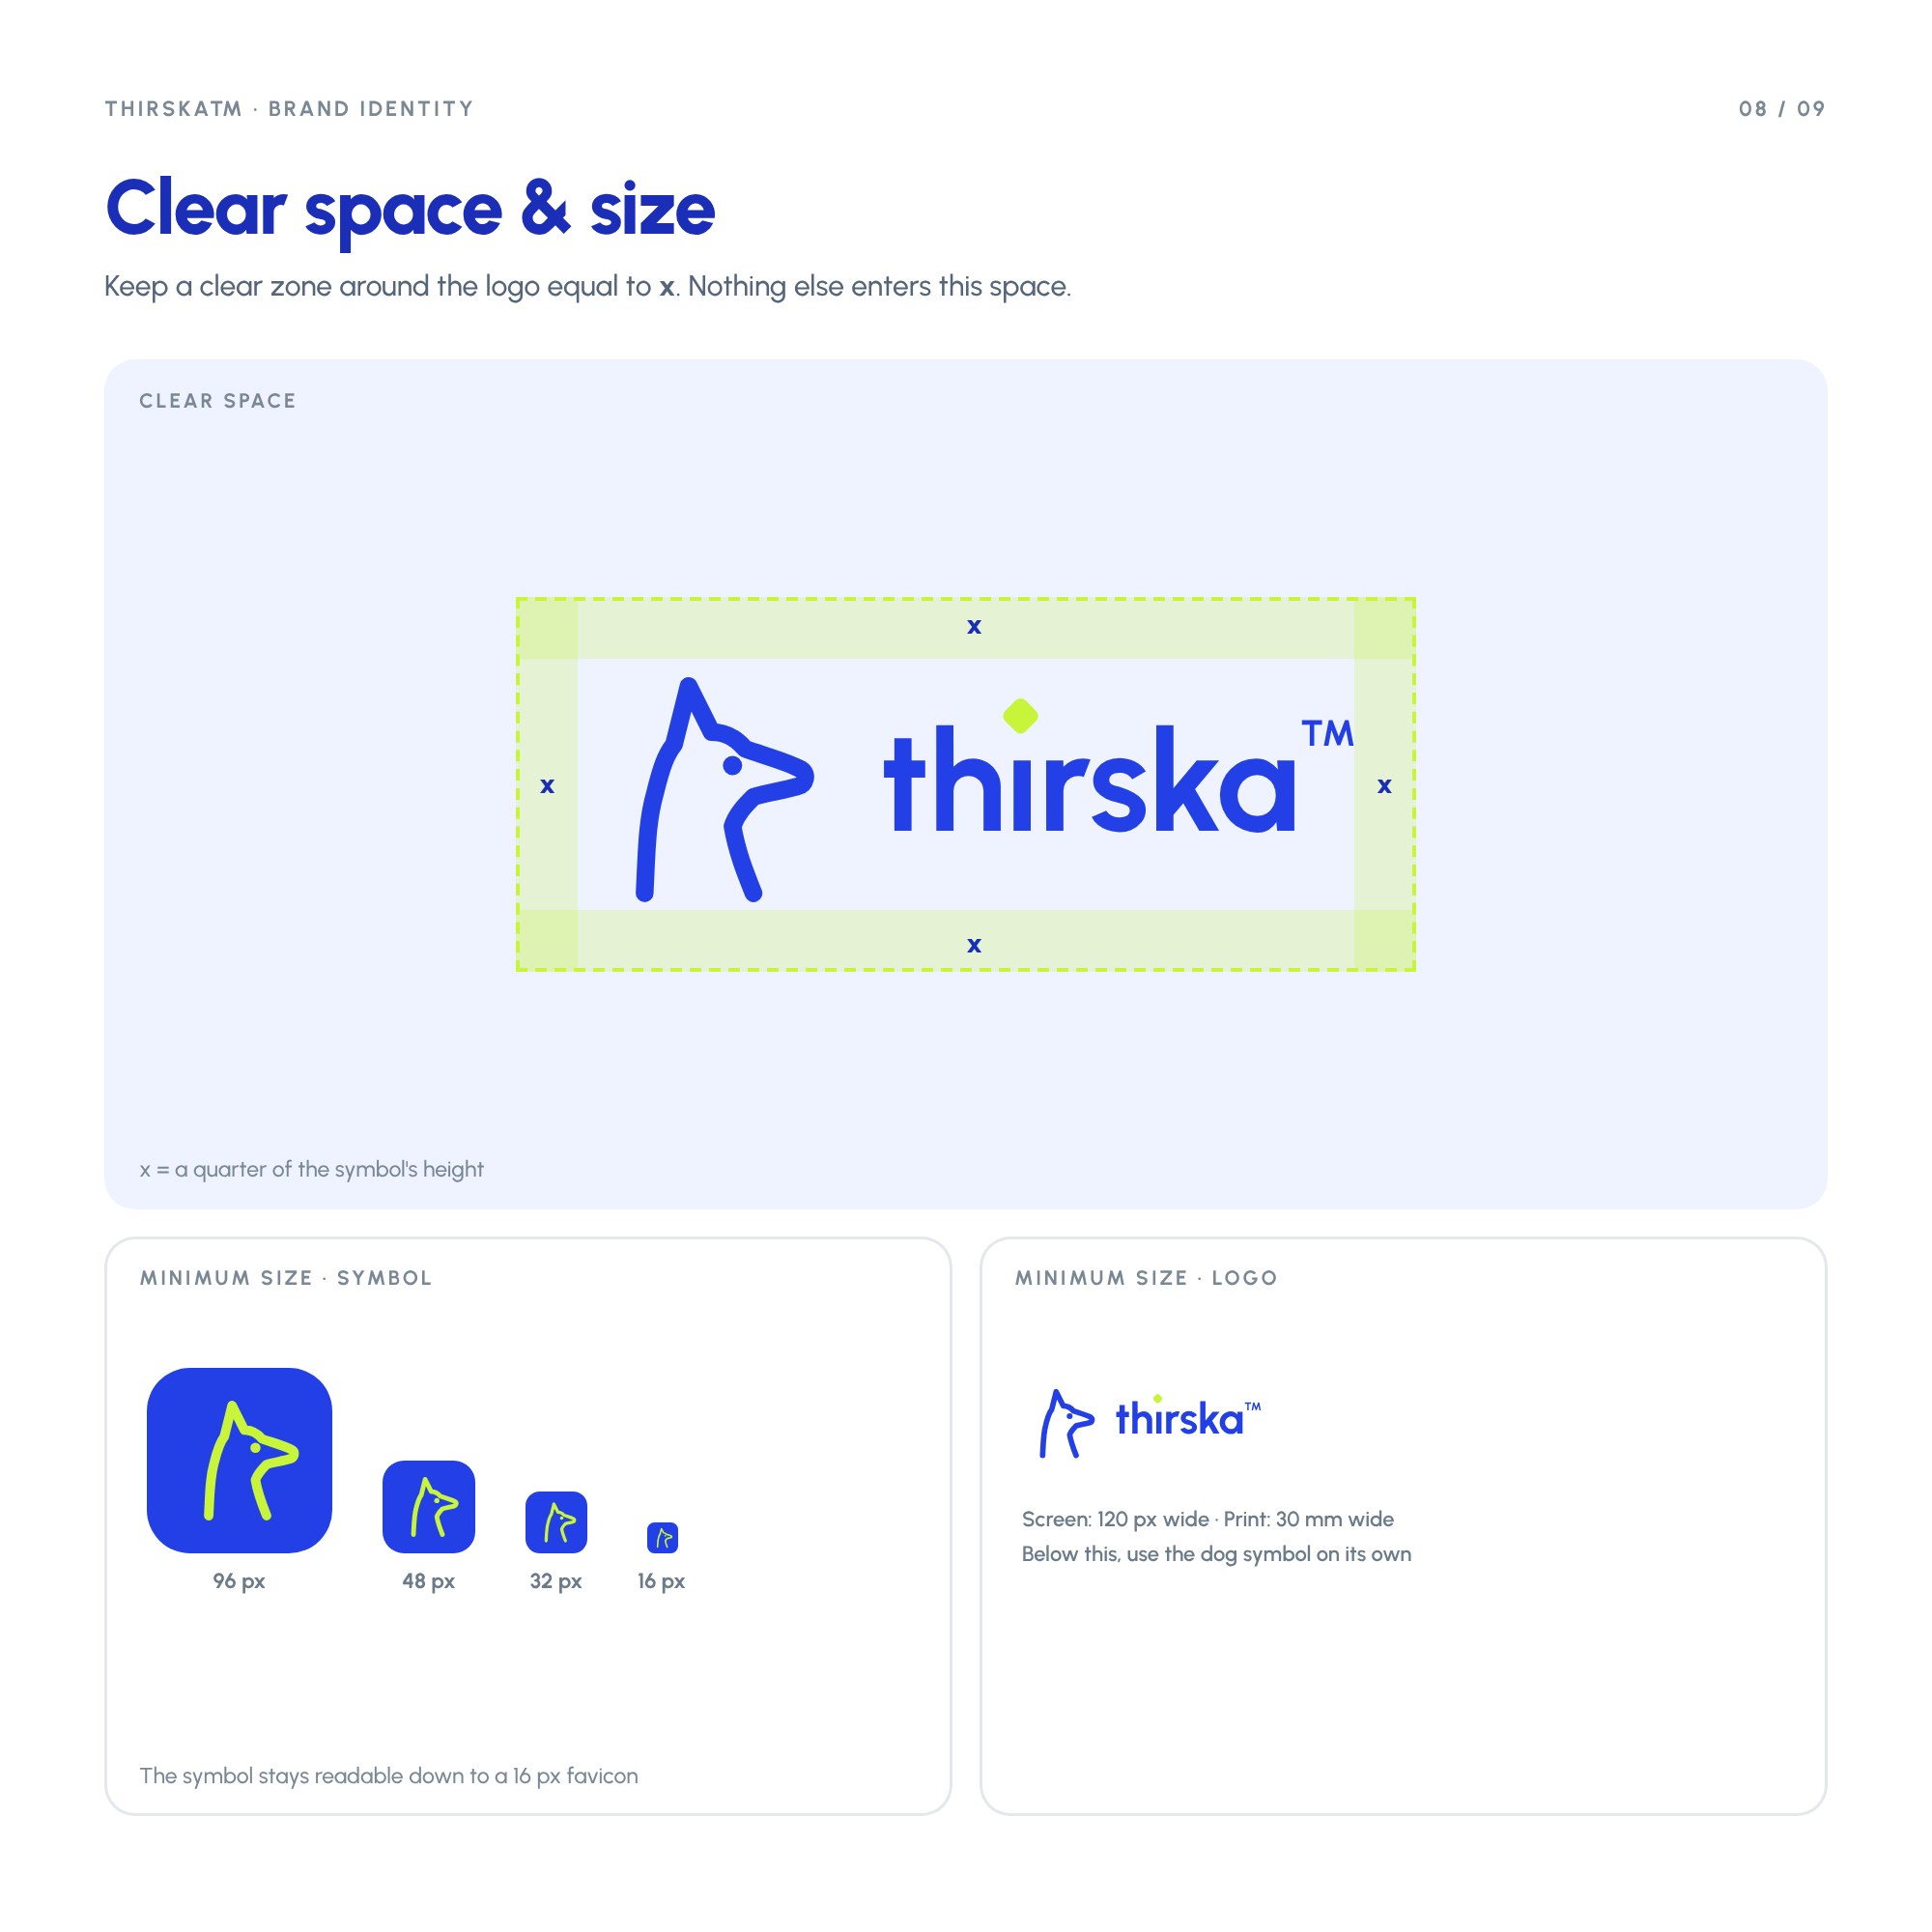 THIRSKATM · BRAND IDENTITY
08 / 09
Clear space & size
Keep a clear zone around the logo equal to x. Nothing else enters this space.
CLEAR SPACE
x
x
thirska™
x
x
x = a quarter of the symbol's height
MINIMUM SIZE · SYMBOL
96 px
48 px
32 px
16 px
The symbol stays readable down to a 16 px favicon
MINIMUM SIZE · LOGO
thirska™
Screen: 120 px wide · Print: 30 mm wide
Below this, use the dog symbol on its own